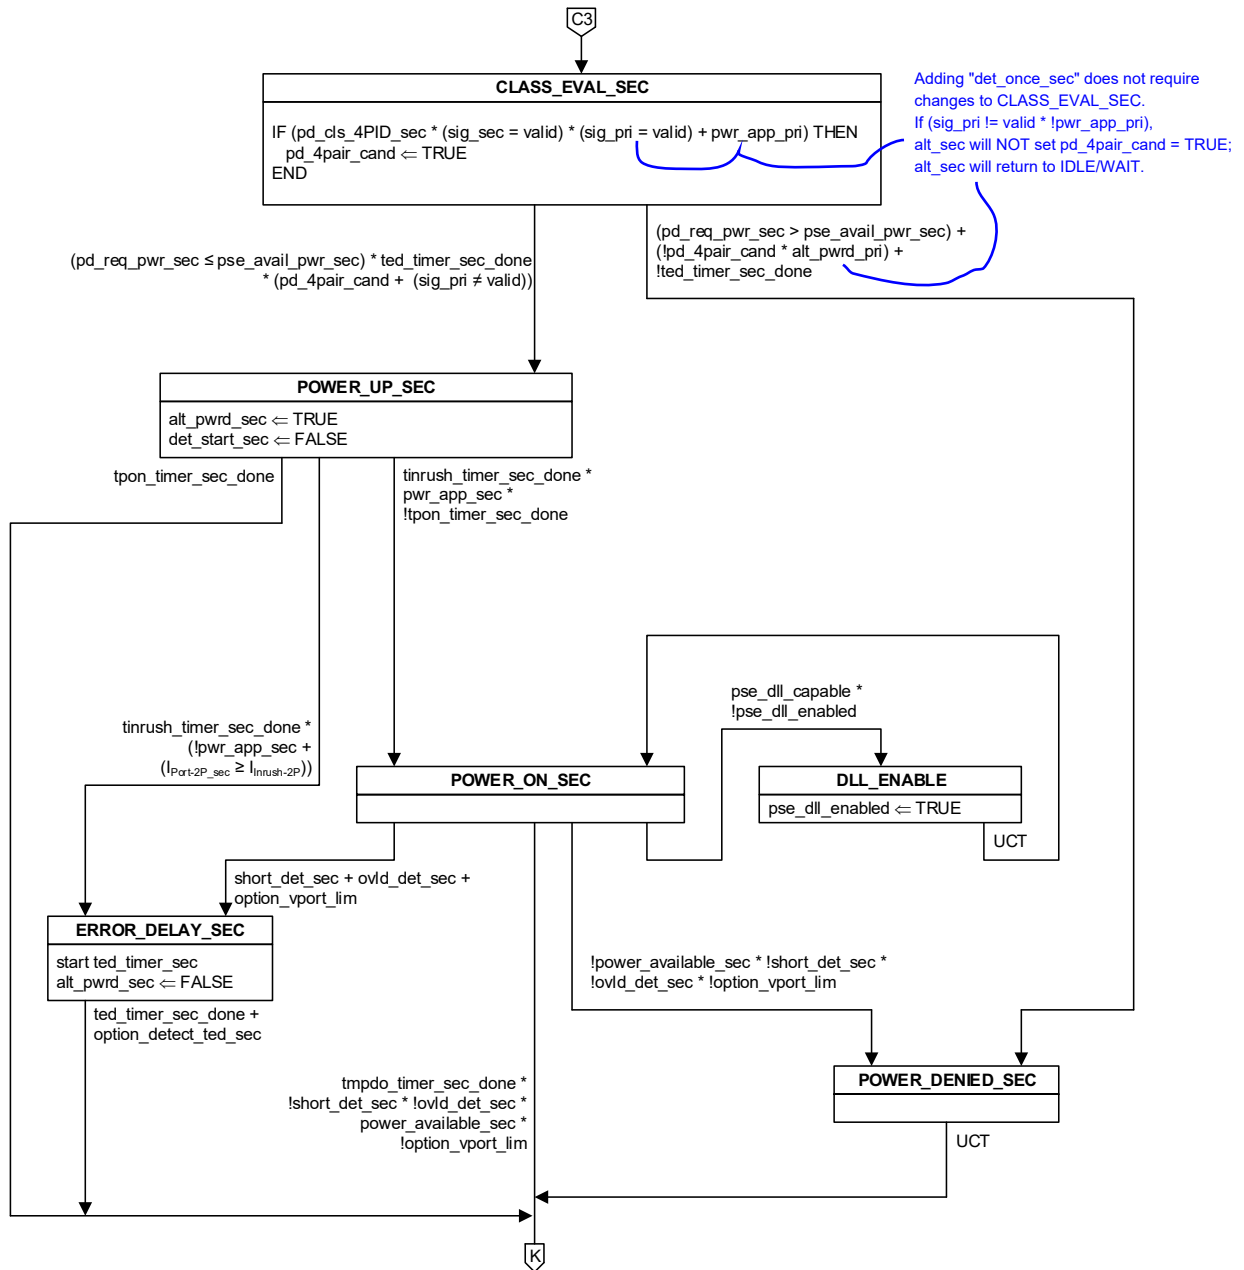 C3
CLASS_EVAL_SEC
IF (pd_cls_4PID_sec * (sig_sec = valid) * (sig_pri = valid) + pwr_app_pri) THEN
pd_4pair_cand ⇐ TRUE
END
Adding "det_once_sec" does not require
changes to CLASS_EVAL_SEC.
If (sig_pri != valid * !pwr_app_pri),
alt_sec will NOT set pd_4pair_cand = TRUE;
alt_sec will return to IDLE/WAIT.
(pd_req_pwr_sec ≤ pse_avail_pwr_sec) * ted_timer_sec_done
* (pd_4pair_cand + (sig_pri ≠ valid))
(pd_req_pwr_sec > pse_avail_pwr_sec) +
(!pd_4pair_cand * alt_pwrd_pri) +
!ted_timer_sec_done
POWER_UP_SEC
alt_pwrd_sec ⇐ TRUE
det_start_sec ⇐ FALSE
tpon_timer_sec_done
tinrush_timer_sec_done *
pwr_app_sec *
!tpon_timer_sec_done
pse_dll_capable *
!pse_dll_enabled
tinrush_timer_sec_done *
(!pwr_app_sec +
(I_Port-2P_sec ≥ I_Inrush-2P))
POWER_ON_SEC
DLL_ENABLE
pse_dll_enabled ⇐ TRUE
UCT
short_det_sec + ovld_det_sec +
option_vport_lim
ERROR_DELAY_SEC
start ted_timer_sec
alt_pwrd_sec ⇐ FALSE
!power_available_sec * !short_det_sec *
!ovld_det_sec * !option_vport_lim
ted_timer_sec_done +
option_detect_ted_sec
tmpdo_timer_sec_done *
!short_det_sec * !ovld_det_sec *
power_available_sec *
!option_vport_lim
POWER_DENIED_SEC
UCT
K